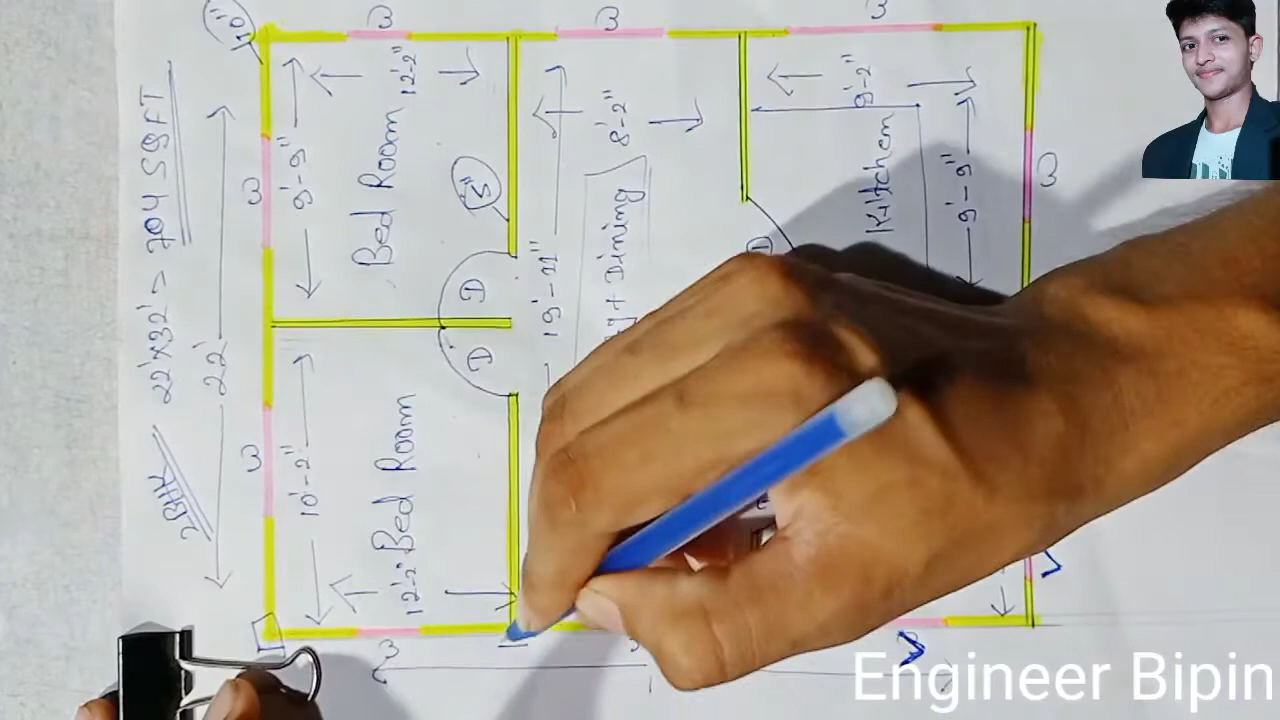 2BHK 22'x32' = 704 SQFT
22'
10"
W
W
W
W
W
W
W
10'-2"
9'-9"
12'-2"
Bed Room
12'-2"
Bed Room
5"
D
D
19'-11"
8'-2"
Dining
D
9'-2"
Kitchen
9'-9"
Engineer Bipin